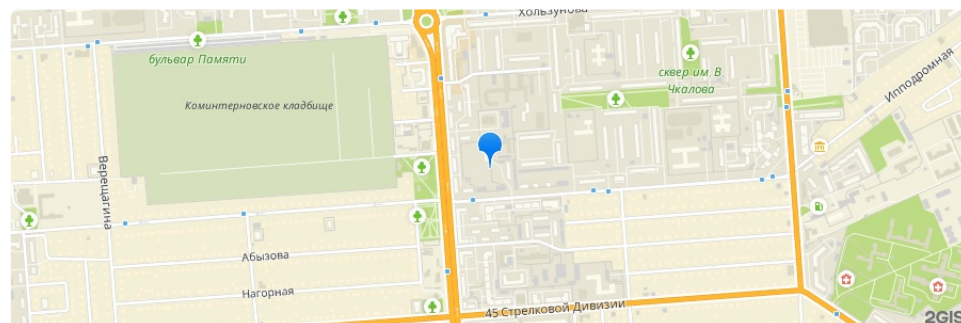 Хользунова
бульвар Памяти
сквер им. В.
Чкалова
Ипподромная
Коминтерновское кладбище
Верещагина
Абызова
Нагорная
45 Стрелковой Дивизии
2GIS